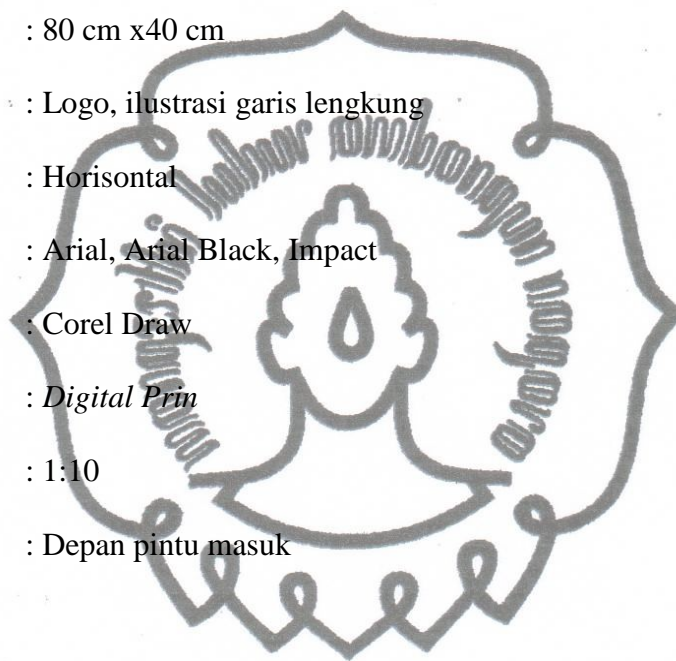 : 80 cm x40 cm
: Logo, ilustrasi garis lengkung
: Horisontal
: Arial, Arial Black, Impact
: Corel Draw
: Digital Prin
: 1:10
: Depan pintu masuk